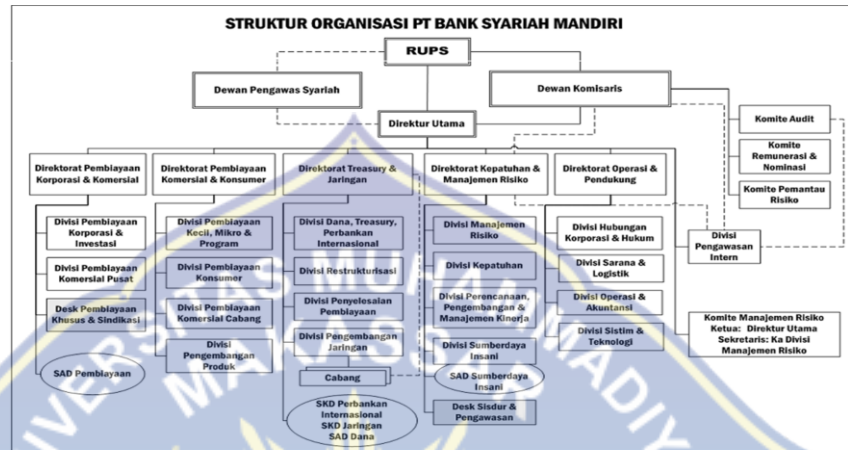 STRUKTUR ORGANISASI PT BANK SYARIAH MANDIRI
RUPS
Dewan Pengawas Syariah
Dewan Komisaris
Direktur Utama
Komite Audit
Komite
Remunerasi &
Nominasi
Komite Pemantau
Risiko
Direktorat Pembiayaan
Korporasi & Komersial
Direktorat Pembiayaan
Komersial & Konsumer
Direktorat Treasury &
Jaringan
Direktorat Kepatuhan &
Manajemen Risiko
Direktorat Operasi &
Pendukung
Divisi
Pengawasan
Intern
Divisi Pembiayaan
Korporasi &
Investasi
Divisi Pembiayaan
Komersial Pusat
Desk Pembiayaan
Khusus & Sindikasi
SAD Pembiayaan
Divisi Pembiayaan
Kecil, Mikro &
Program
Divisi Pembiayaan
Konsumer
Divisi Pembiayaan
Komersial Cabang
Divisi
Pengembangan
Produk
Divisi Dana, Treasury,
Perbankan
Internasional
Divisi Restrukturisasi
Divisi Penyelesaian
Pembiayaan
Divisi Pengembangan
Jaringan
Cabang
SKD Perbankan
Internasional
SKD Jaringan
SAD Dana
Divisi Manajemen
Risiko
Divisi Kepatuhan
Divisi Perencanaan,
Pengembangan &
Manajemen Kinerja
Divisi Sumberdaya
Insani
SAD Sumberdaya
Insani
Desk Sisdur &
Pengawasan
Divisi Hubungan
Korporasi & Hukum
Divisi Sarana &
Logistik
Divisi Operasi &
Akuntansi
Divisi Sistim &
Teknologi
Komite Manajemen Risiko
Ketua: Direktur Utama
Sekretaris: Ka Divisi
Manajemen Risiko